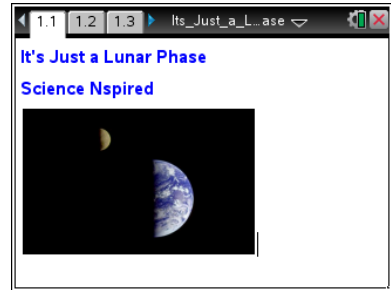 1.1 1.2 1.3 Its_Just_a_L…ase
It's Just a Lunar Phase
Science Nspired